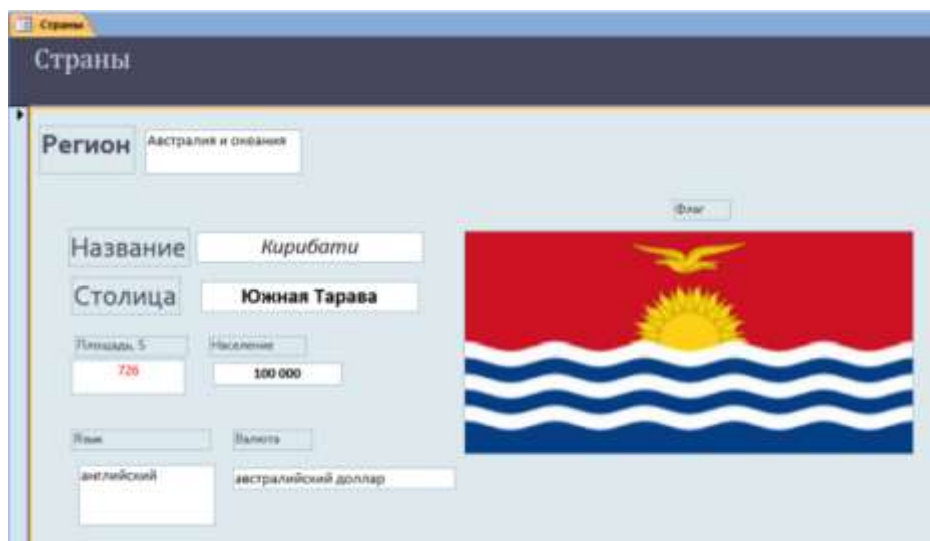 Страны
Страны
Регион
Австралия и океания
Флаг
Название
Кирибати
Столица
Южная Тарава
Площадь, S
Население
726
100 000
Язык
Валюта
английский
австралийский доллар